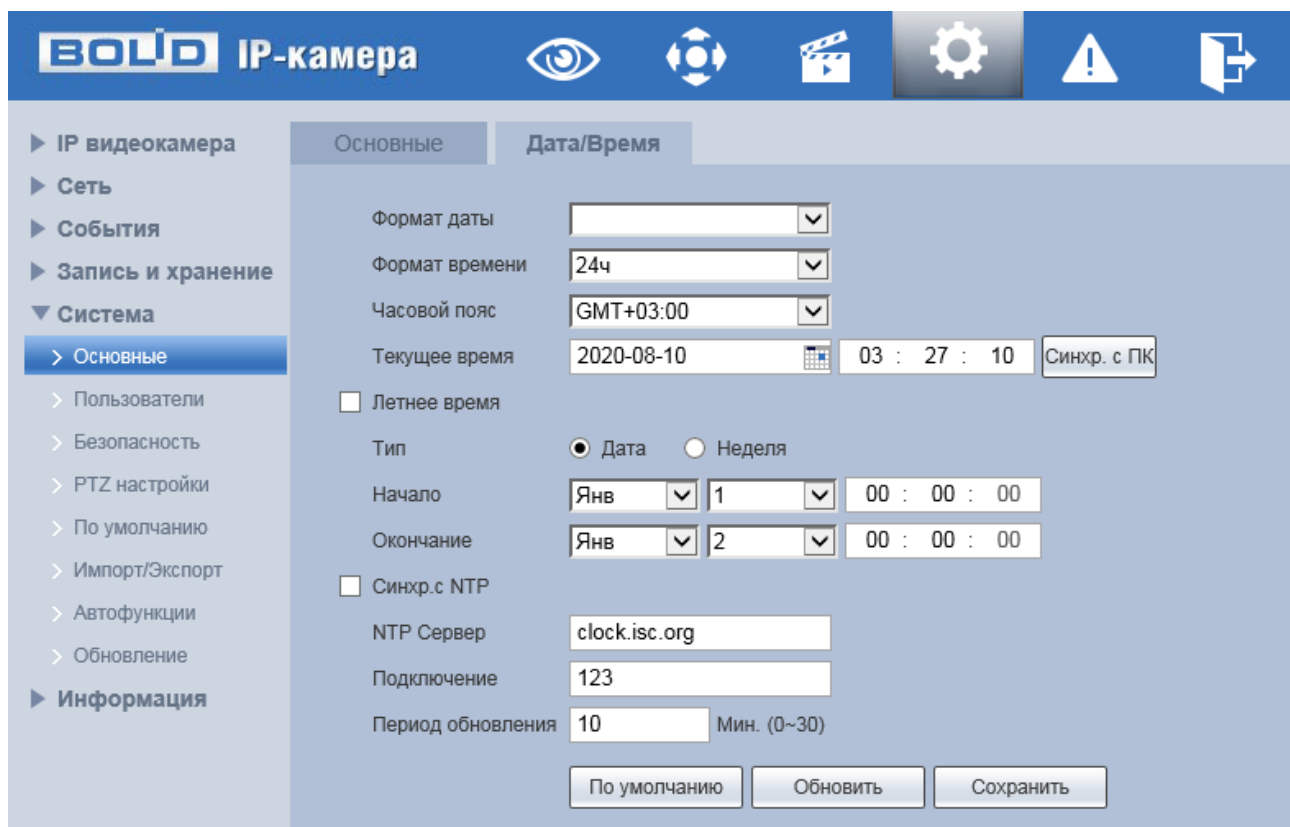 BOLID IP-камера
IP видеокамера
Сеть
События
Запись и хранение
Система
Основные
Пользователи
Безопасность
PTZ настройки
По умолчанию
Импорт/Экспорт
Автофункции
Обновление
Информация
Основные Дата/Время
Формат даты
Формат времени 24ч
Часовой пояс GMT+03:00
Текущее время 2020-08-10 03 : 27 : 10 Синхр. с ПК
Летнее время
Тип Дата Неделя
Начало Янв 1 00 : 00 : 00
Окончание Янв 2 00 : 00 : 00
Синхр.с NTP
NTP Сервер clock.isc.org
Подключение 123
Период обновления 10 Мин. (0~30)
По умолчанию Обновить Сохранить